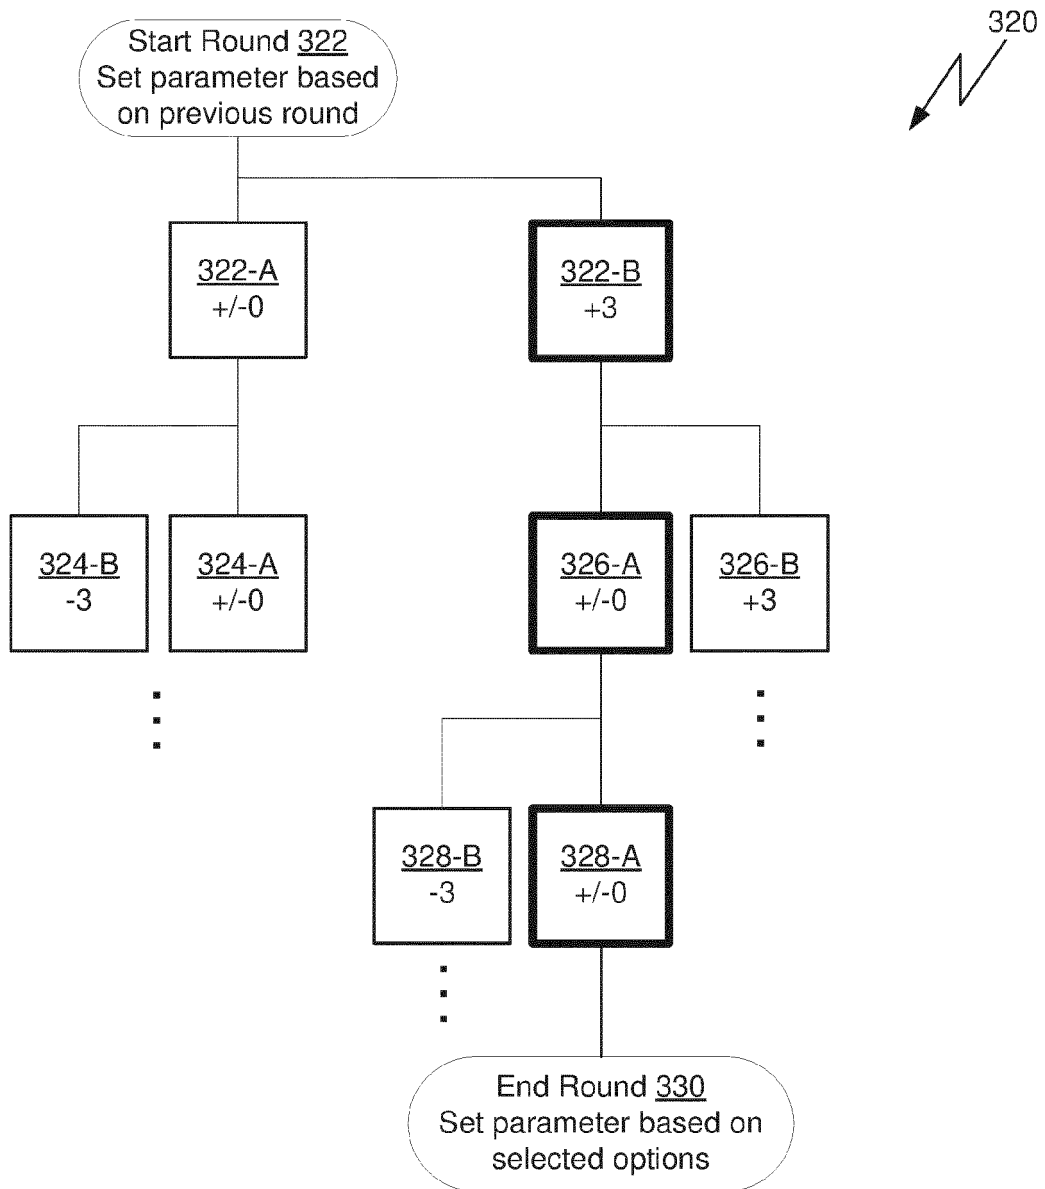 320
Start Round 322
Set parameter based
on previous round
322-A
+/-0
322-B
+3
324-B
-3
324-A
+/-0
326-A
+/-0
326-B
+3
328-B
-3
328-A
+/-0
End Round 330
Set parameter based on
selected options